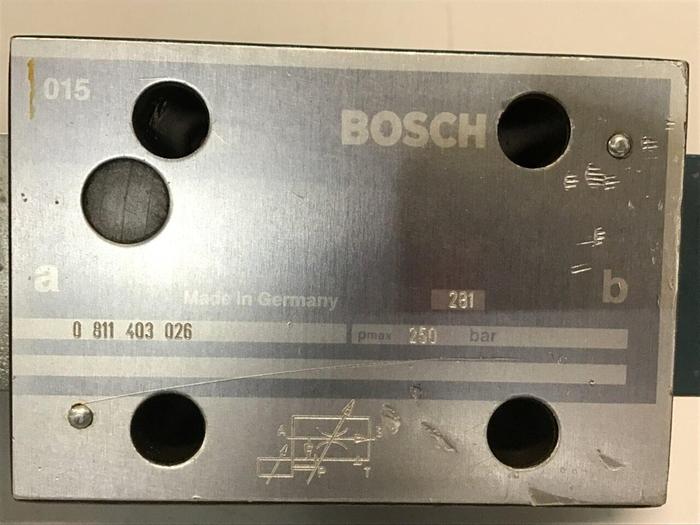 015
BOSCH
a
b
Made in Germany 281
0 811 403 026
pmax 250 bar
A B
P T